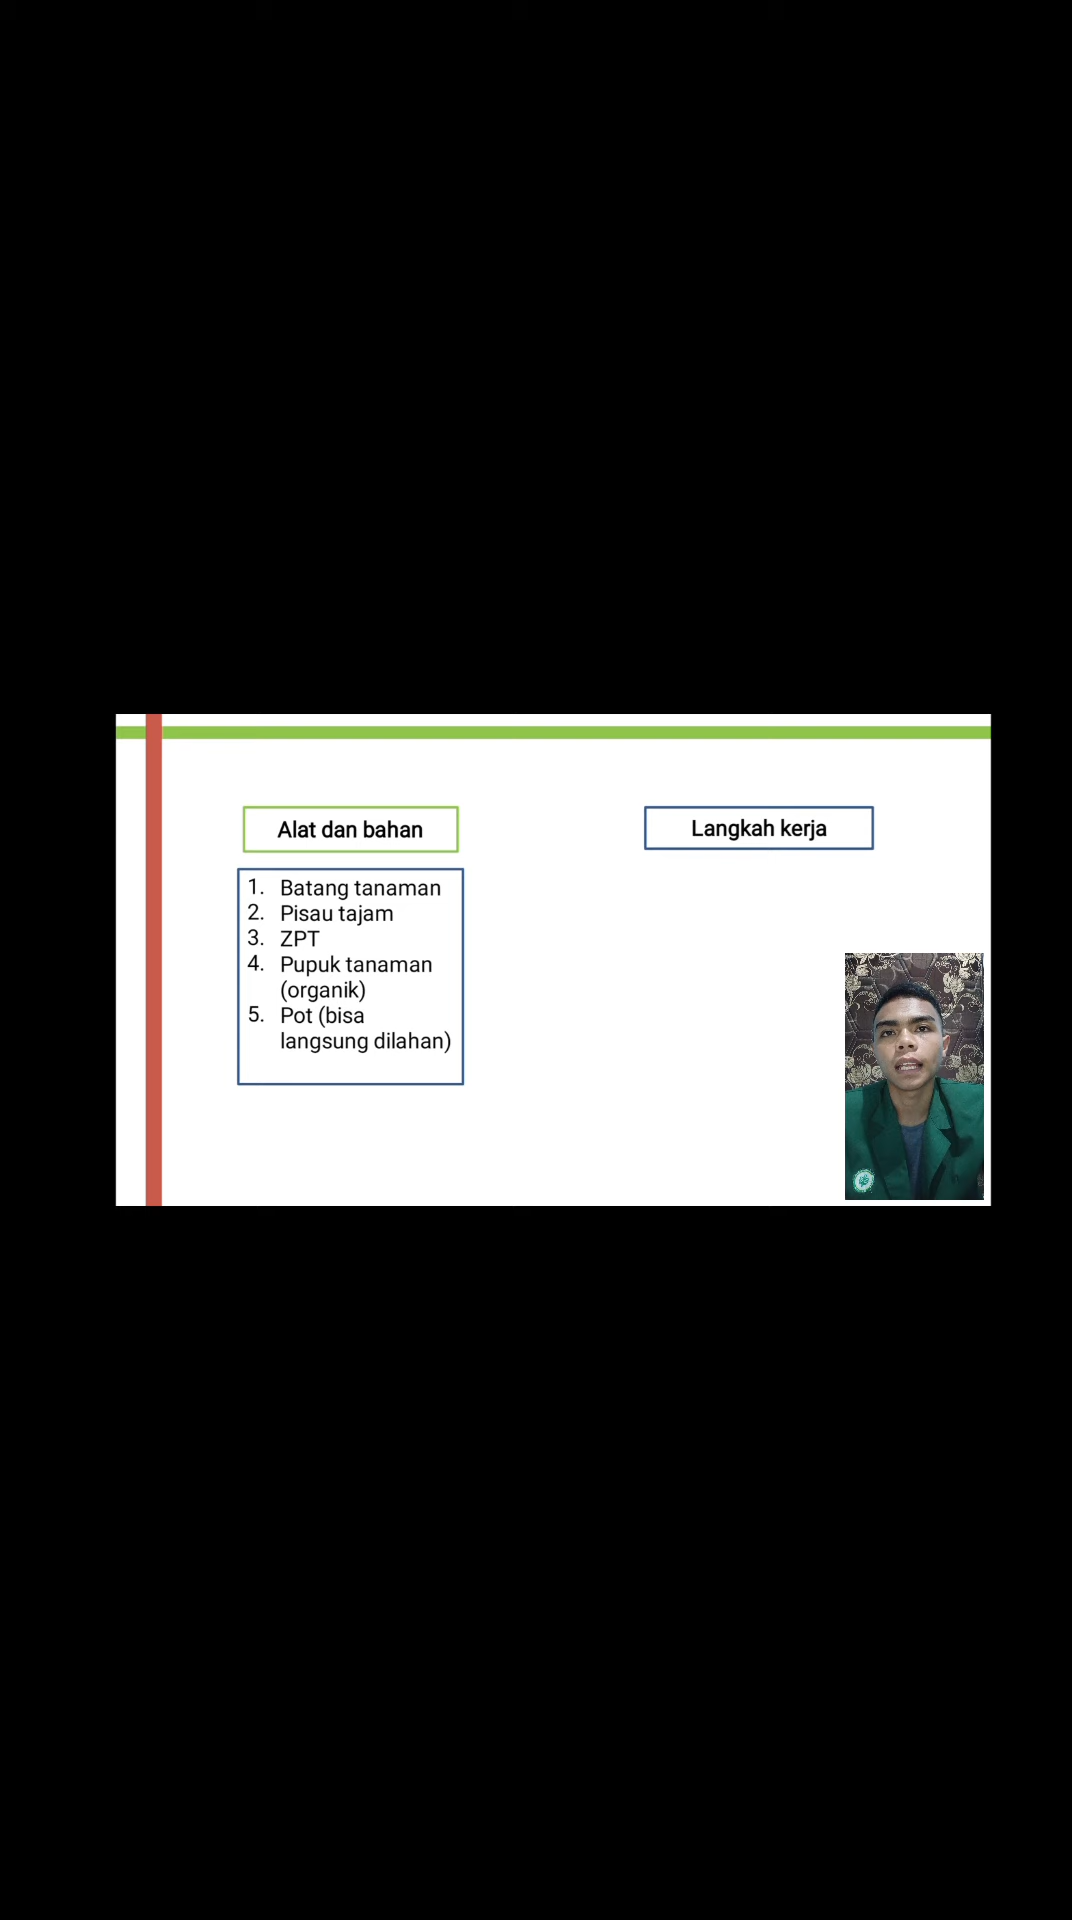 Alat dan bahan
1. Batang tanaman
2. Pisau tajam
3. ZPT
4. Pupuk tanaman
(organik)
5. Pot (bisa
langsung dilahan)
Langkah kerja